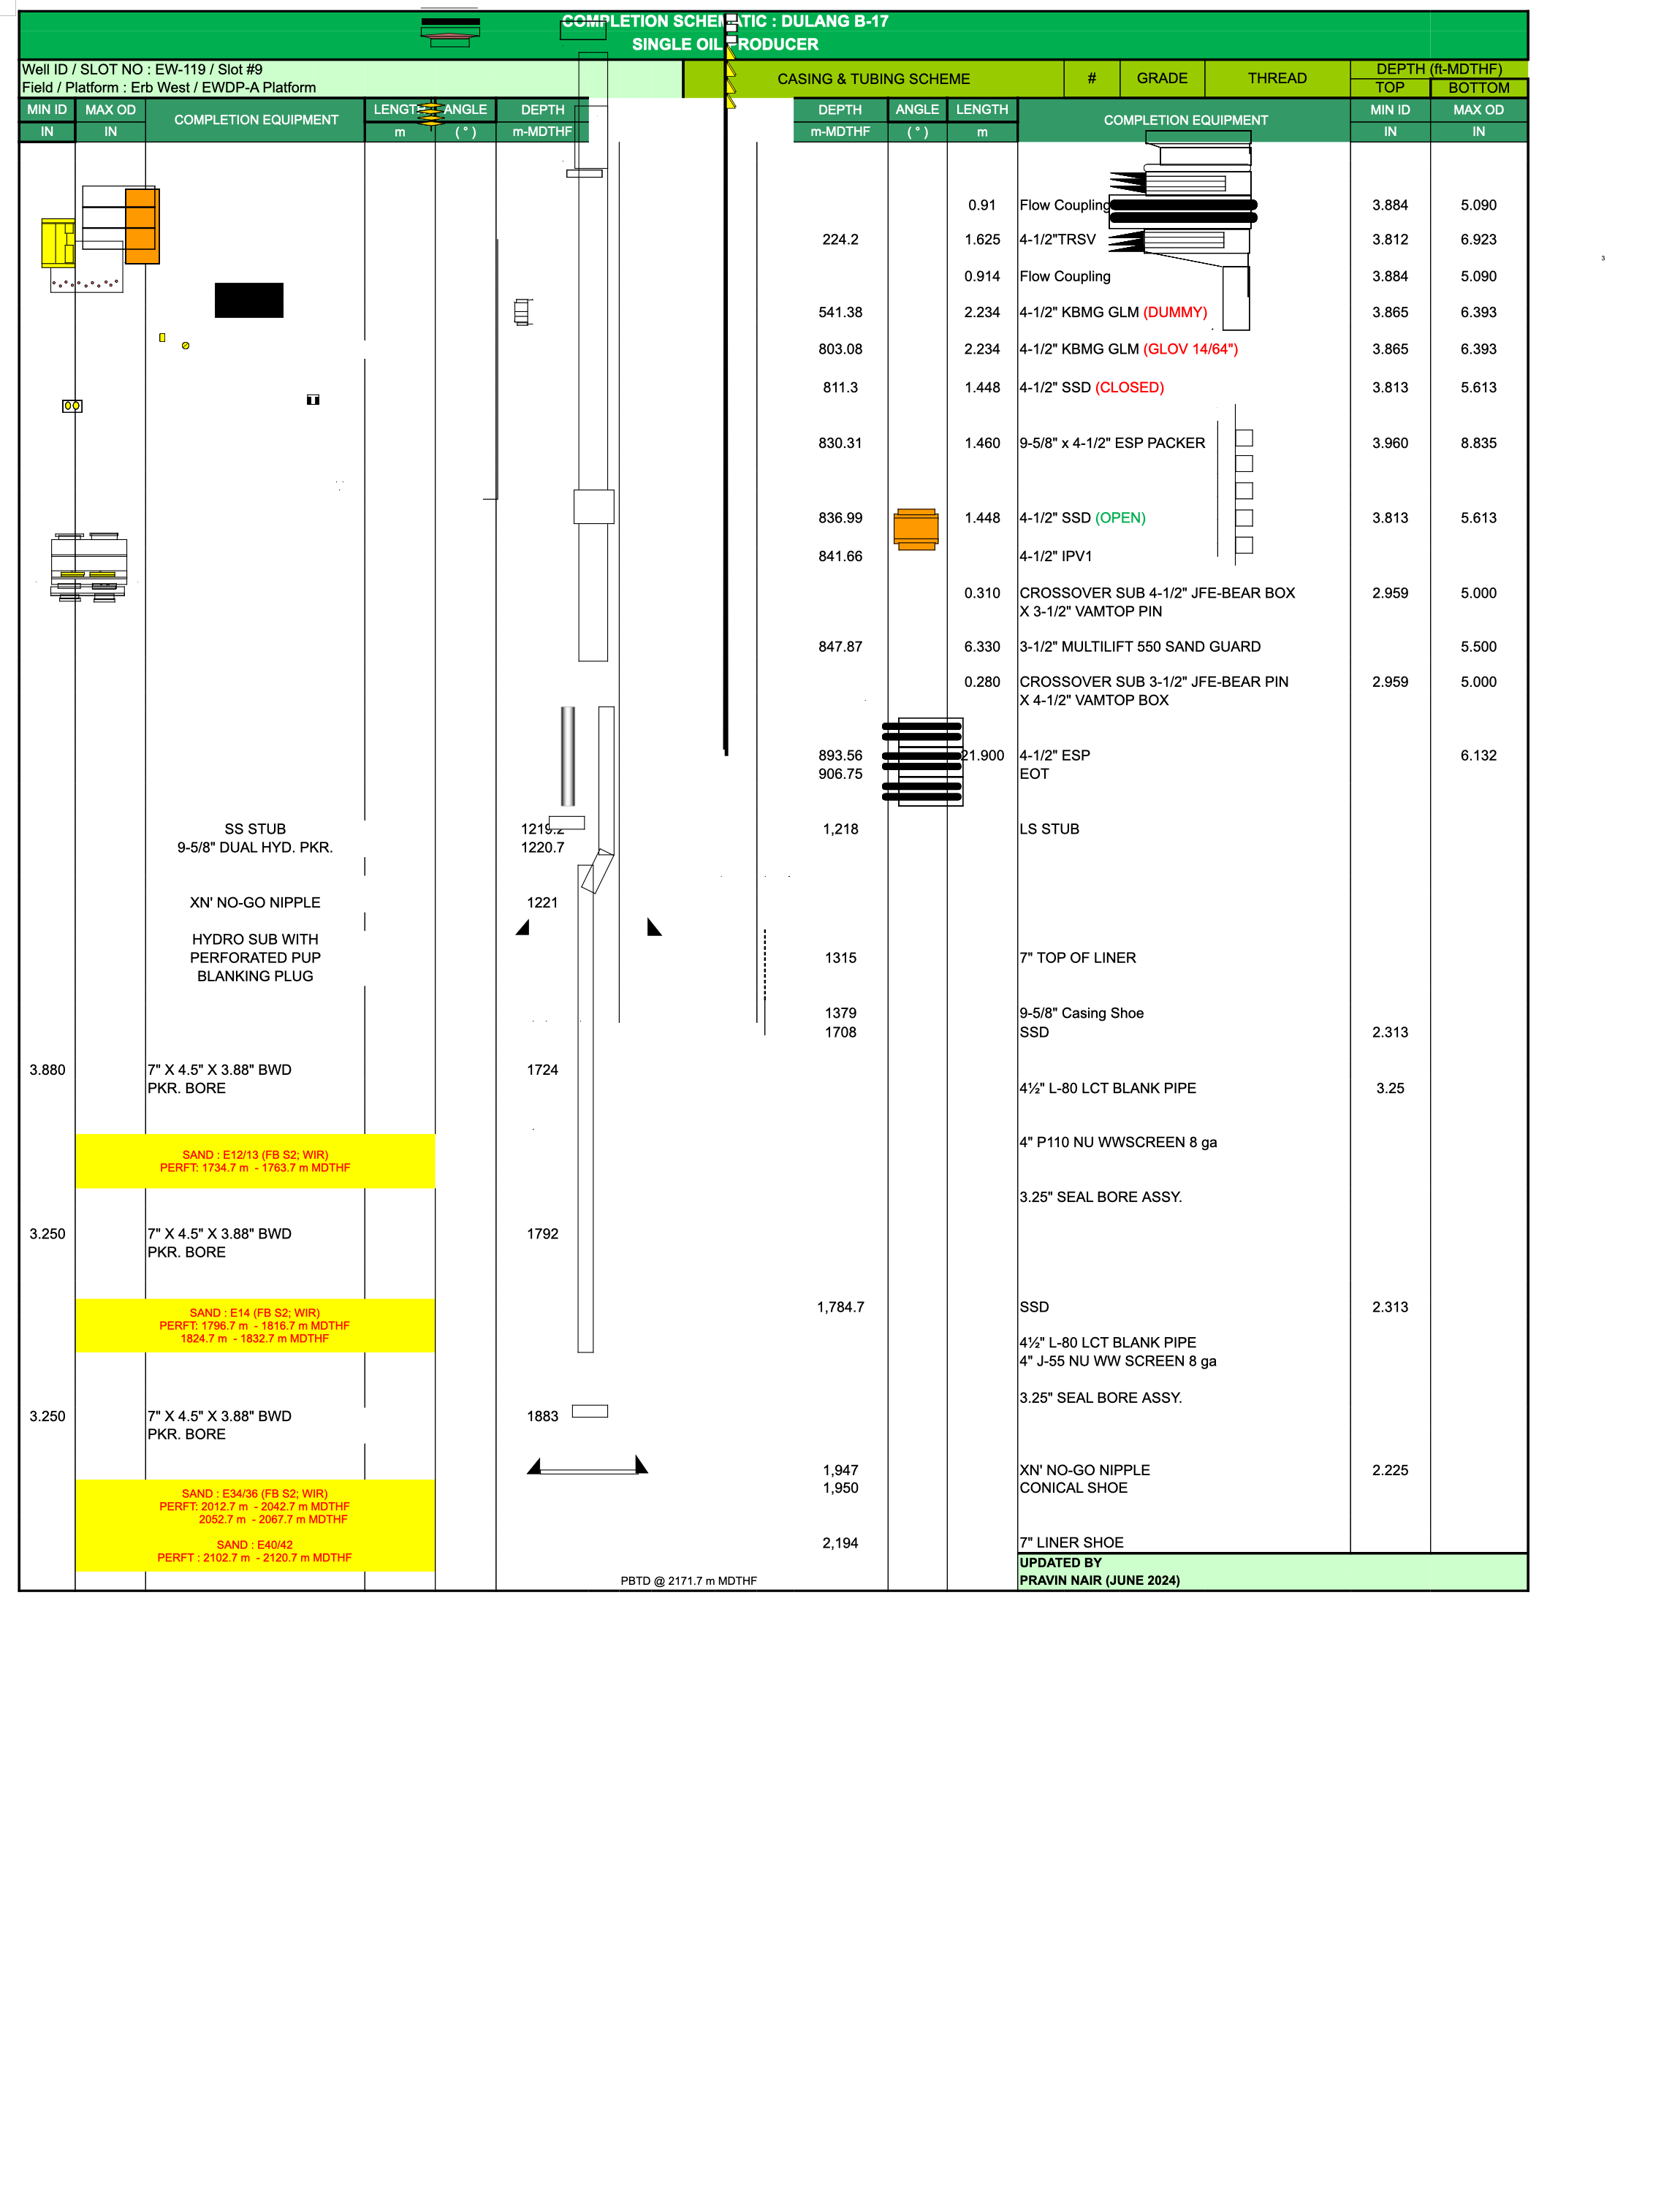 COMPLETION SCHEMATIC : DULANG B-17
SINGLE OIL PRODUCER
Well ID / SLOT NO : EW-119 / Slot #9
Field / Platform : Erb West / EWDP-A Platform
CASING & TUBING SCHEME # GRADE THREAD DEPTH (ft-MDTHF)
TOP BOTTOM
MIN ID MAX OD COMPLETION EQUIPMENT LENGTH ANGLE DEPTH DEPTH ANGLE LENGTH COMPLETION EQUIPMENT MIN ID MAX OD
IN IN m ( ° ) m-MDTHF m-MDTHF ( ° ) m IN IN
0.91 Flow Coupling 3.884 5.090
224.2 1.625 4-1/2"TRSV 3.812 6.923
3
0.914 Flow Coupling 3.884 5.090
541.38 2.234 4-1/2" KBMG GLM (DUMMY) 3.865 6.393
803.08 2.234 4-1/2" KBMG GLM (GLOV 14/64") 3.865 6.393
811.3 1.448 4-1/2" SSD (CLOSED) 3.813 5.613
830.31 1.460 9-5/8" x 4-1/2" ESP PACKER 3.960 8.835
836.99 1.448 4-1/2" SSD (OPEN) 3.813 5.613
841.66 4-1/2" IPV1
0.310 CROSSOVER SUB 4-1/2" JFE-BEAR BOX 2.959 5.000
X 3-1/2" VAMTOP PIN
847.87 6.330 3-1/2" MULTILIFT 550 SAND GUARD 5.500
0.280 CROSSOVER SUB 3-1/2" JFE-BEAR PIN 2.959 5.000
X 4-1/2" VAMTOP BOX
893.56 21.900 4-1/2" ESP 6.132
906.75 EOT
SS STUB 1219.2 1,218 LS STUB
9-5/8" DUAL HYD. PKR. 1220.7
XN' NO-GO NIPPLE 1221
HYDRO SUB WITH
PERFORATED PUP 1315 7" TOP OF LINER
BLANKING PLUG
1379 9-5/8" Casing Shoe
1708 SSD 2.313
3.880 7" X 4.5" X 3.88" BWD 1724
PKR. BORE 4½" L-80 LCT BLANK PIPE 3.25
4" P110 NU WWSCREEN 8 ga
SAND : E12/13 (FB S2; WIR)
PERFT: 1734.7 m - 1763.7 m MDTHF
3.25" SEAL BORE ASSY.
3.250 7" X 4.5" X 3.88" BWD 1792
PKR. BORE
1,784.7 SSD 2.313
SAND : E14 (FB S2; WIR)
PERFT: 1796.7 m - 1816.7 m MDTHF
1824.7 m - 1832.7 m MDTHF
4½" L-80 LCT BLANK PIPE
4" J-55 NU WW SCREEN 8 ga
3.25" SEAL BORE ASSY.
3.250 7" X 4.5" X 3.88" BWD 1883
PKR. BORE
1,947 XN' NO-GO NIPPLE 2.225
1,950 CONICAL SHOE
SAND : E34/36 (FB S2; WIR)
PERFT: 2012.7 m - 2042.7 m MDTHF
2052.7 m - 2067.7 m MDTHF
SAND : E40/42
PERFT : 2102.7 m - 2120.7 m MDTHF
2,194 7" LINER SHOE
UPDATED BY
PBTD @ 2171.7 m MDTHF PRAVIN NAIR (JUNE 2024)